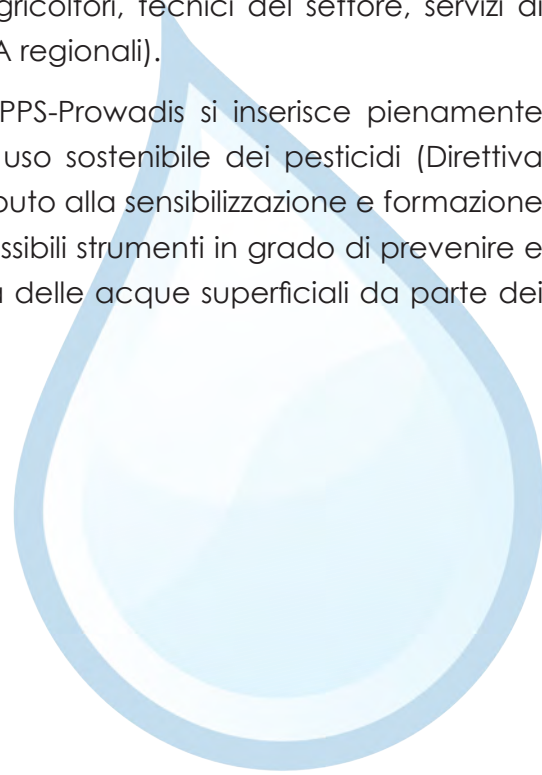 gricoltori, tecnici del settore, servizi di
A regionali).
PPS-Prowadis si inserisce pienamente
uso sostenibile dei pesticidi (Direttiva
outo alla sensibilizzazione e formazione
ssibili strumenti in grado di prevenire e
a delle acque superficiali da parte dei